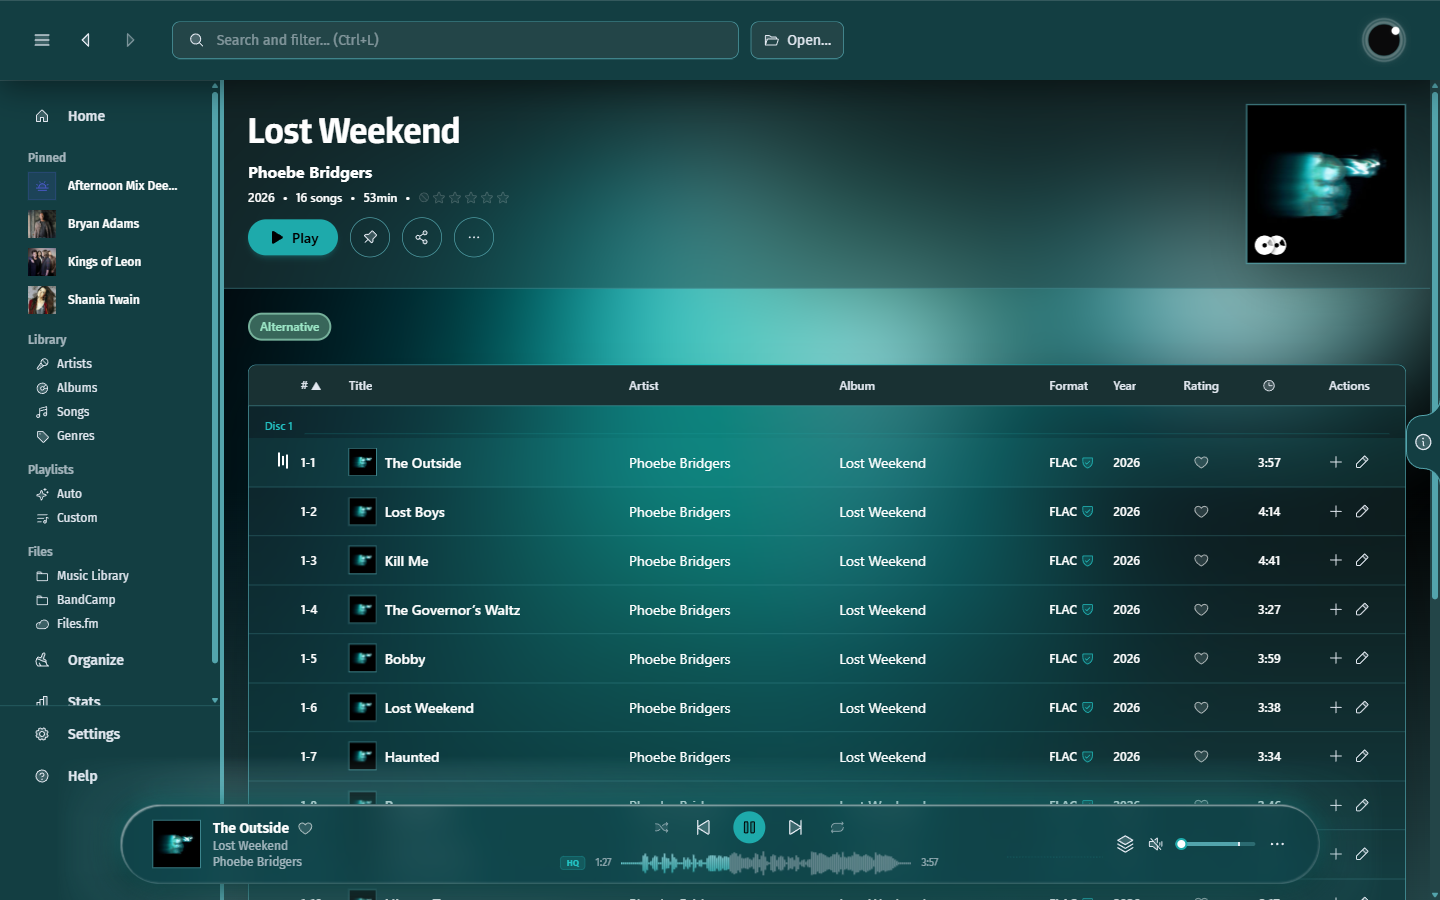 Search and filter... (Ctrl+L)
Open...
Home
Pinned
Afternoon Mix Dee...
Bryan Adams
Kings of Leon
Shania Twain
Library
Artists
Albums
Songs
Genres
Playlists
Auto
Custom
Files
Music Library
BandCamp
Files.fm
Organize
Stats
Settings
Help
Lost Weekend
Phoebe Bridgers
2026 • 16 songs • 53min •
Play
Alternative
# Title Artist Album Format Year Rating Actions
Disc 1
1-1 The Outside Phoebe Bridgers Lost Weekend FLAC 2026 3:57
1-2 Lost Boys Phoebe Bridgers Lost Weekend FLAC 2026 4:14
1-3 Kill Me Phoebe Bridgers Lost Weekend FLAC 2026 4:41
1-4 The Governor's Waltz Phoebe Bridgers Lost Weekend FLAC 2026 3:27
1-5 Bobby Phoebe Bridgers Lost Weekend FLAC 2026 3:59
1-6 Lost Weekend Phoebe Bridgers Lost Weekend FLAC 2026 3:38
1-7 Haunted Phoebe Bridgers Lost Weekend FLAC 2026 3:34
The Outside
Lost Weekend
Phoebe Bridgers
HQ 1:27 3:57